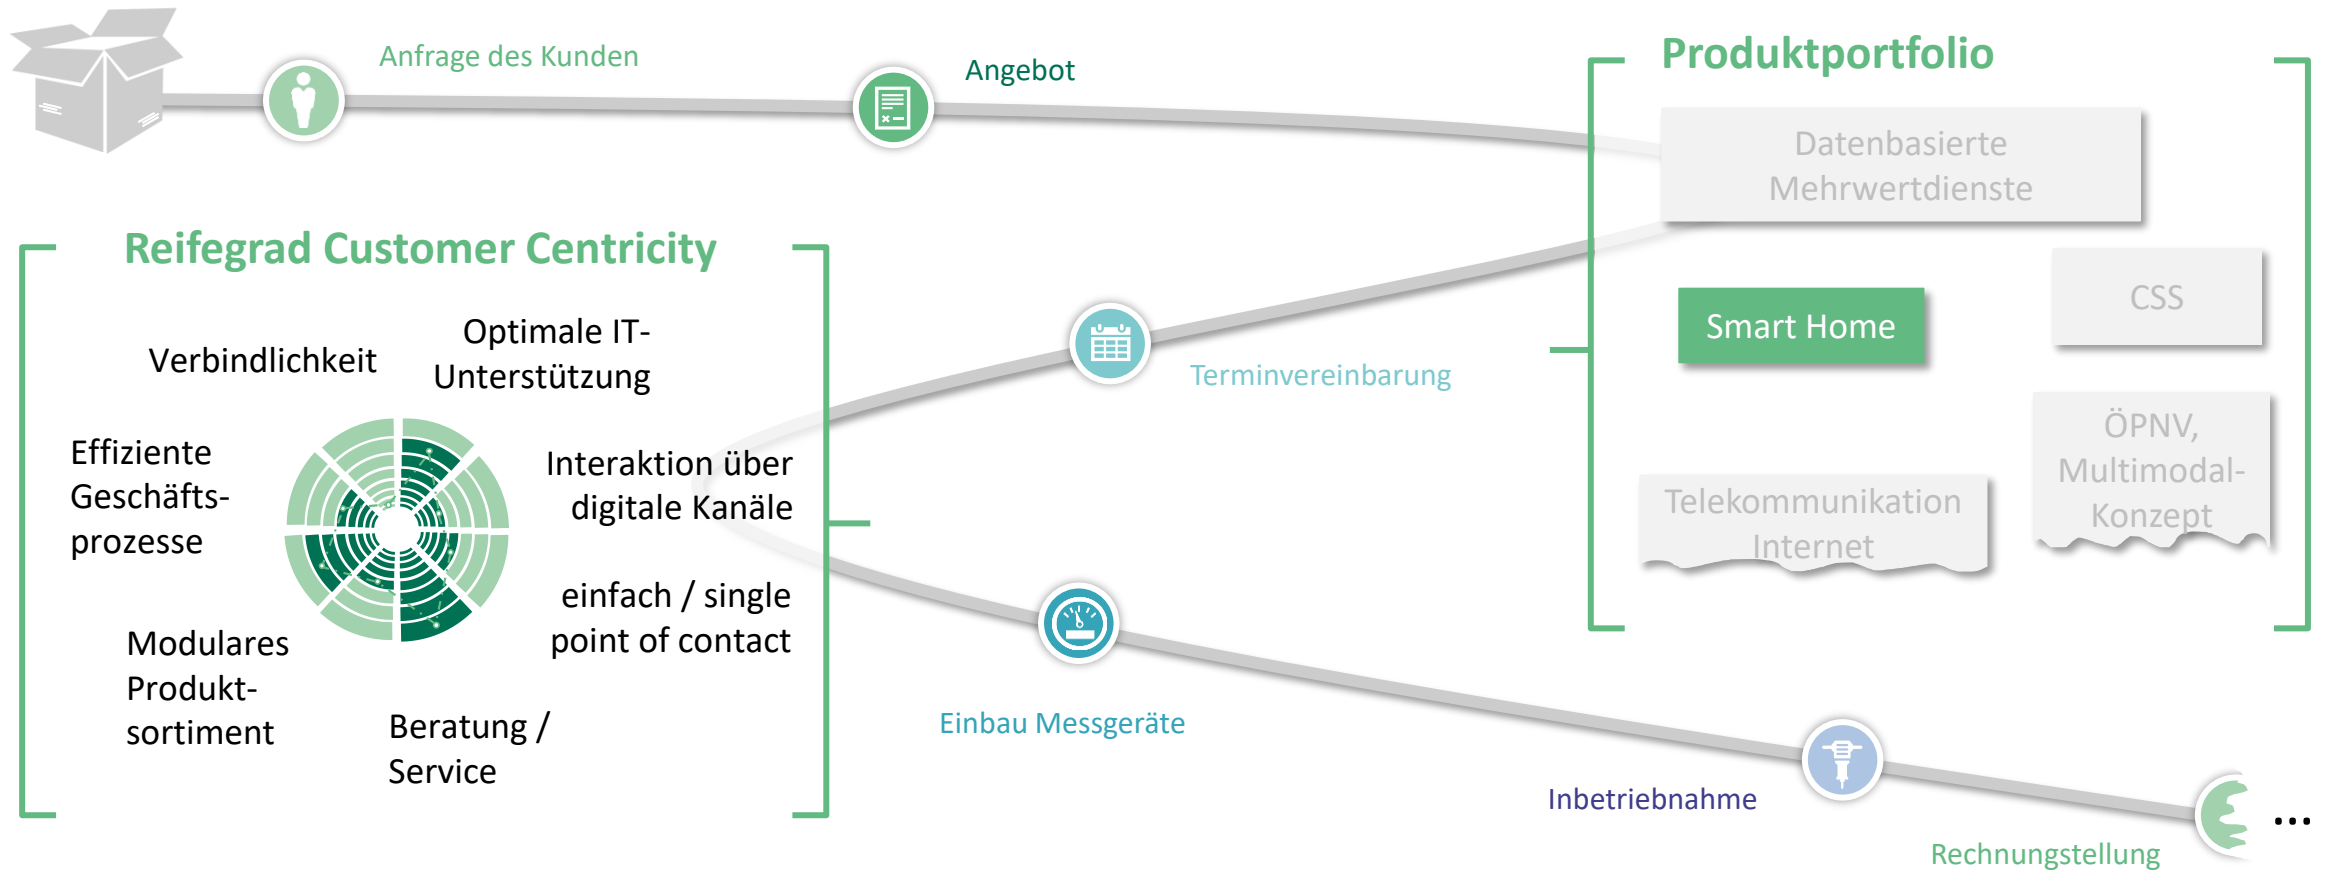 Anfrage des Kunden
Angebot
Produktportfolio
Datenbasierte
Mehrwertdienste
CSS
Smart Home
ÖPNV,
Multimodal-
Konzept
Telekommunikation
Internet
Reifegrad Customer Centricity
Verbindlichkeit
Optimale IT-
Unterstützung
Effiziente
Geschäfts-
prozesse
Interaktion über
digitale Kanäle
einfach / single
point of contact
Modulares
Produkt-
sortiment
Beratung /
Service
Terminvereinbarung
Einbau Messgeräte
Inbetriebnahme
Rechnungstellung
...